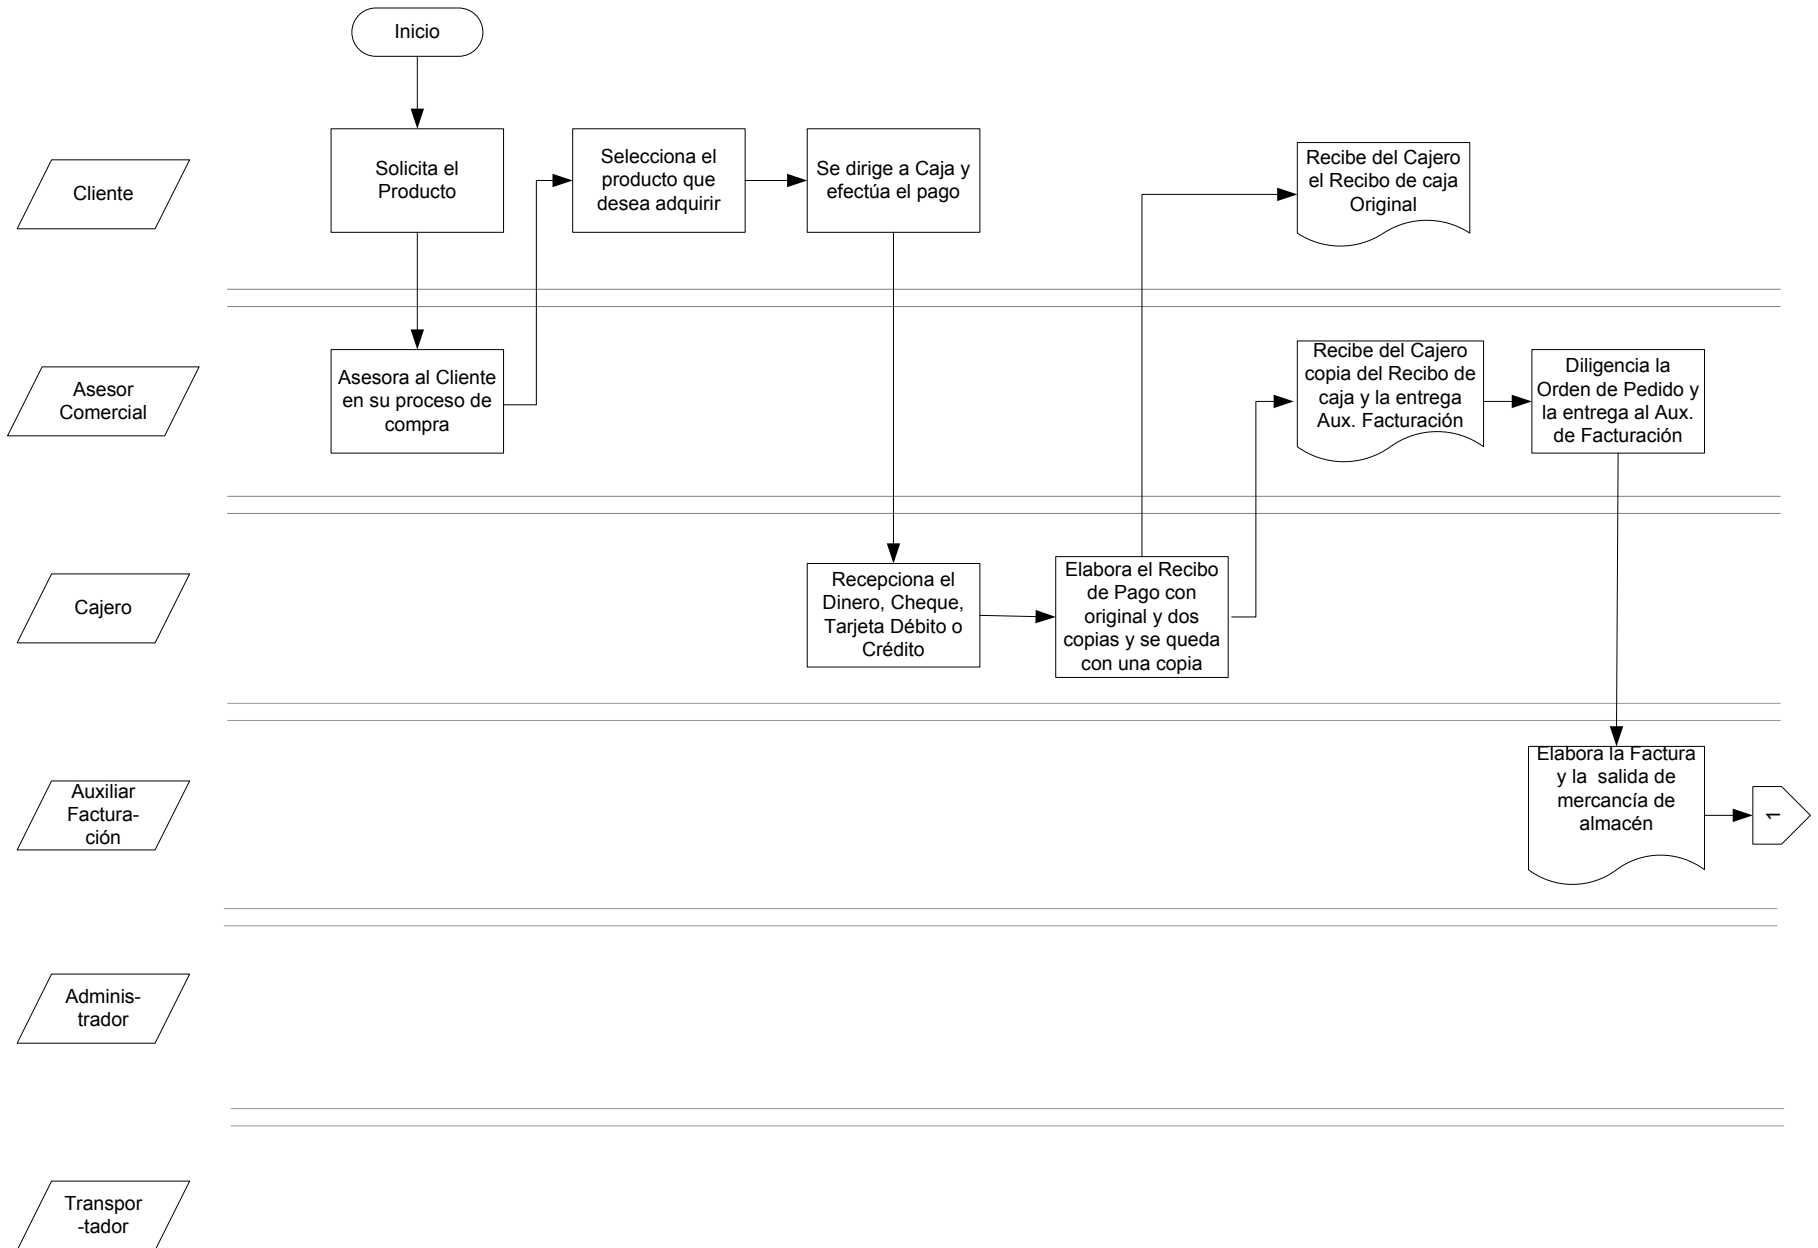 Inicio
Cliente
Solicita el
Producto
Selecciona el
producto que
desea adquirir
Se dirige a Caja y
efectúa el pago
Recibe del Cajero
el Recibo de caja
Original
Asesor
Comercial
Asesora al Cliente
en su proceso de
compra
Recibe del Cajero
copia del Recibo de
caja y la entrega
Aux. Facturación
Diligencia la
Orden de Pedido y
la entrega al Aux.
de Facturación
Cajero
Recepciona el
Dinero, Cheque,
Tarjeta Débito o
Crédito
Elabora el Recibo
de Pago con
original y dos
copias y se queda
con una copia
Auxiliar
Factura-
ción
Elabora la Factura
y la salida de
mercancía de
almacén
1
Adminis-
trador
Transpor
-tador